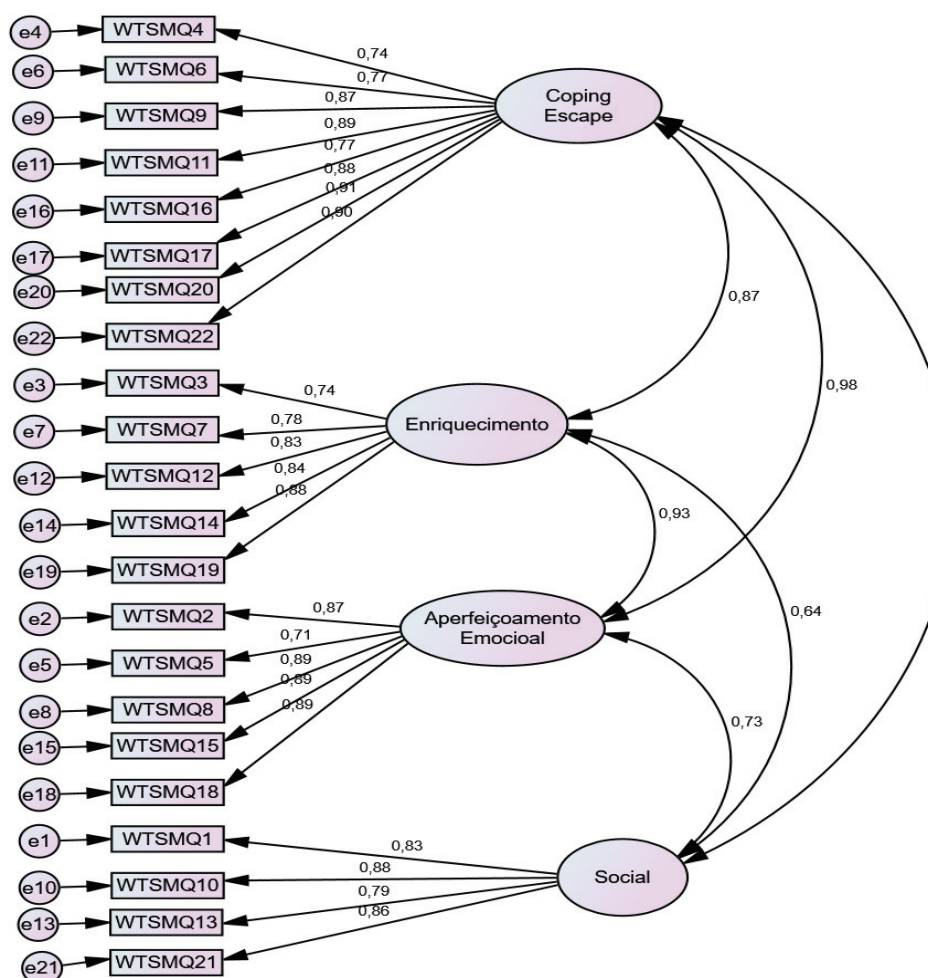 e4
WTSMQ4
0,74
e6
WTSMQ6
0,77
e9
WTSMQ9
0,87
e11
WTSMQ11
0,89
e16
WTSMQ16
0,77
e17
WTSMQ17
0,88
e20
WTSMQ20
0,91
e22
WTSMQ22
0,90
Coping
Escape
e3
WTSMQ3
0,74
e7
WTSMQ7
0,78
e12
WTSMQ12
0,83
e14
WTSMQ14
0,84
e19
WTSMQ19
0,88
Enriquecimento
e2
WTSMQ2
0,87
e5
WTSMQ5
0,71
e8
WTSMQ8
0,89
e15
WTSMQ15
0,89
e18
WTSMQ18
0,89
Aperfeiçoamento
Emocioal
e1
WTSMQ1
0,83
e10
WTSMQ10
0,88
e13
WTSMQ13
0,79
e21
WTSMQ21
0,86
Social
0,87
0,98
0,93
0,64
0,73